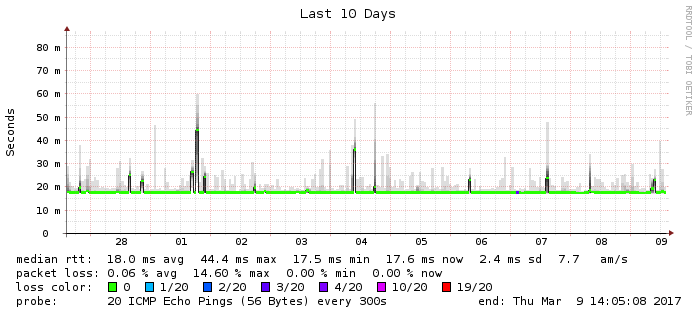 Last 10 Days
RRDTOOL / TOBI OETIKER
Seconds
80 m
70 m
60 m
50 m
40 m
30 m
20 m
10 m
0
28 01 02 03 04 05 06 07 08 09
median rtt: 18.0 ms avg 44.4 ms max 17.5 ms min 17.6 ms now 2.4 ms sd 7.7 am/s
packet loss: 0.06 % avg 14.60 % max 0.00 % min 0.00 % now
loss color: 0 1/20 2/20 3/20 4/20 10/20 19/20
probe: 20 ICMP Echo Pings (56 Bytes) every 300s end: Thu Mar 9 14:05:08 2017